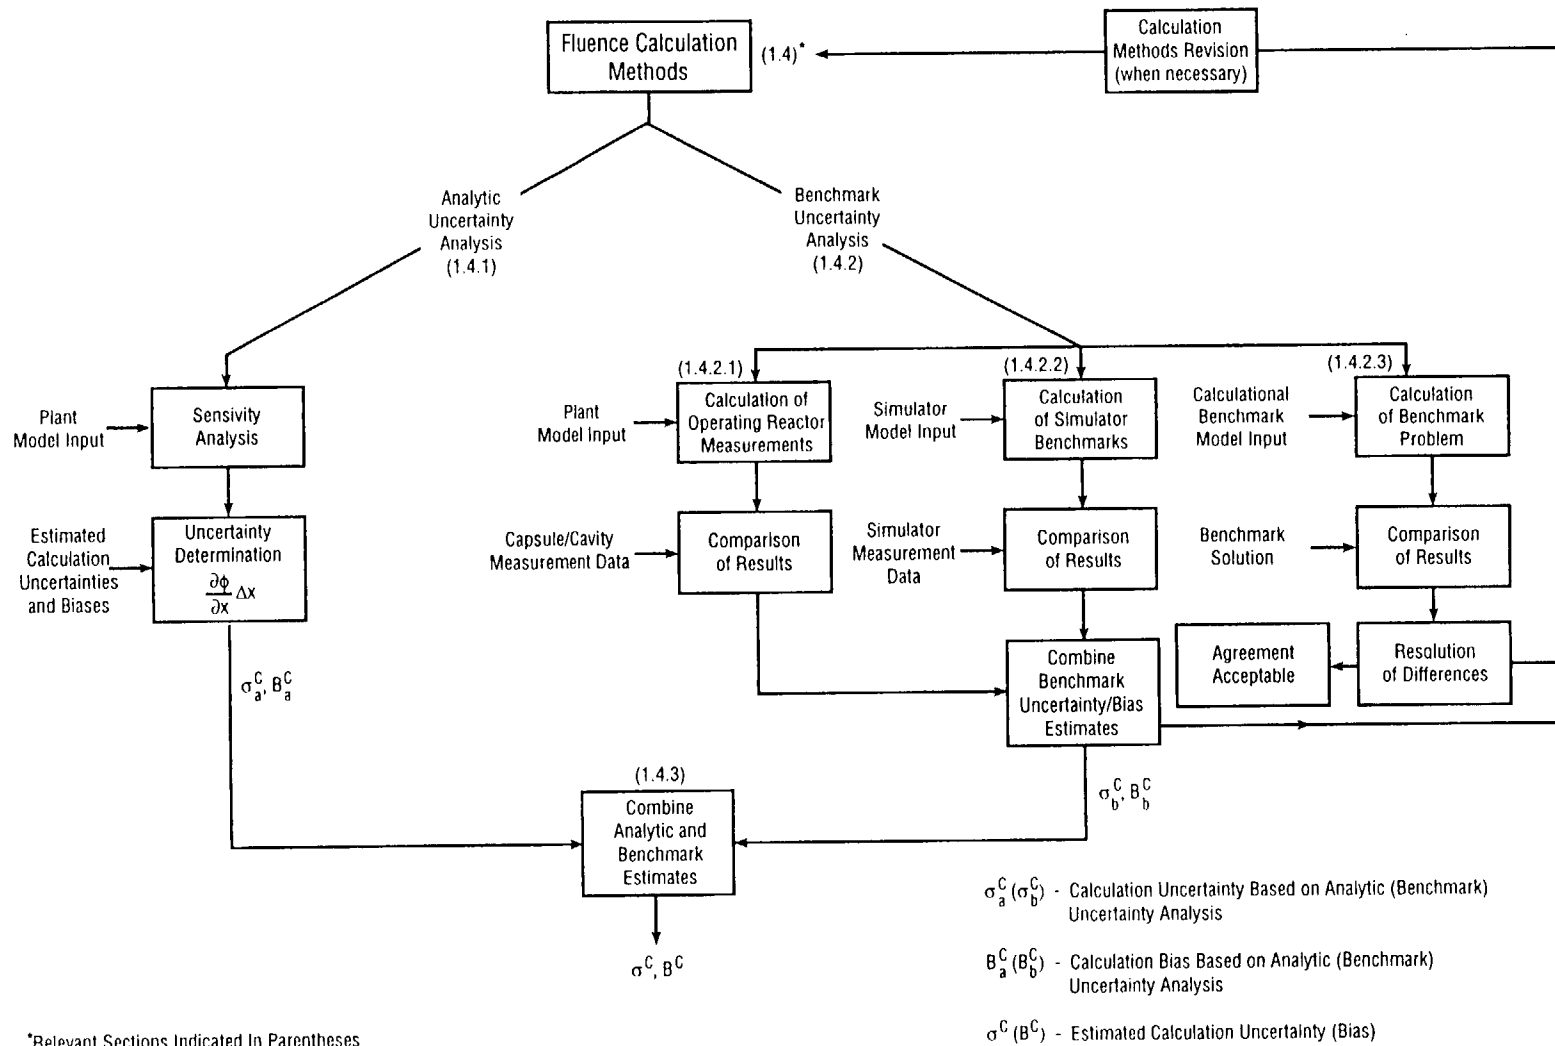 Fluence Calculation
Methods
(1.4)*
Calculation
Methods Revision
(when necessary)
Analytic
Uncertainty
Analysis
(1.4.1)
Benchmark
Uncertainty
Analysis
(1.4.2)
Plant
Model Input
Sensivity
Analysis
Estimated
Calculation
Uncertainties
and Biases
Uncertainty
Determination
∂ϕ/∂x Δx
σₐᶜ, Bₐᶜ
(1.4.2.1)
Plant
Model Input
Calculation of
Operating Reactor
Measurements
Capsule/Cavity
Measurement Data
Comparison
of Results
(1.4.2.2)
Simulator
Model Input
Calculation
of Simulator
Benchmarks
Simulator
Measurement
Data
Comparison
of Results
(1.4.2.3)
Calculational
Benchmark
Model Input
Calculation
of Benchmark
Problem
Benchmark
Solution
Comparison
of Results
Agreement
Acceptable
Resolution
of Differences
Combine
Benchmark
Uncertainty/Bias
Estimates
σ_b^C, B_b^C
(1.4.3)
Combine
Analytic and
Benchmark
Estimates
σ^C, B^C
σ_a^C (σ_b^C) - Calculation Uncertainty Based on Analytic (Benchmark)
Uncertainty Analysis
B_a^C (B_b^C) - Calculation Bias Based on Analytic (Benchmark)
Uncertainty Analysis
σ^C (B^C) - Estimated Calculation Uncertainty (Bias)
*Relevant Sections Indicated In Parentheses